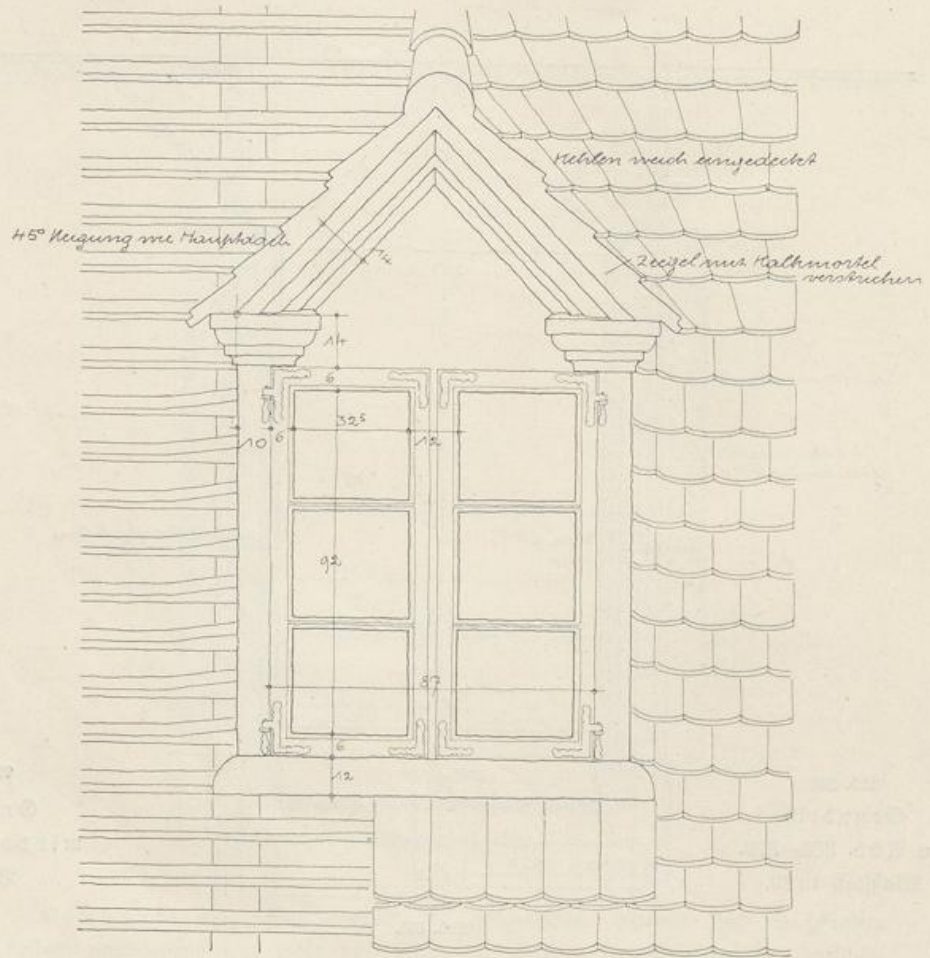 Kehlen weich eingedeckt
45° Neigung wie Hauptdach
Ziegel mit Kalkmörtel
verstrichen
14
6
32⁵
10 6 12
92
87
6
12